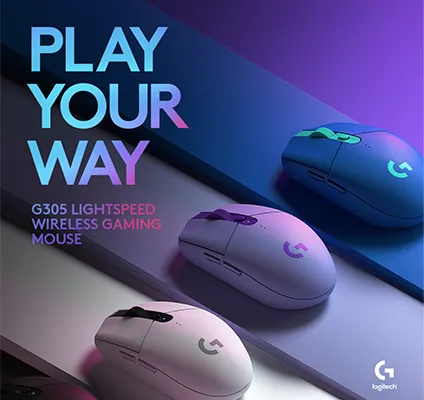 PLAY
YOUR
WAY
G305 LIGHTSPEED
WIRELESS GAMING
MOUSE
logitech